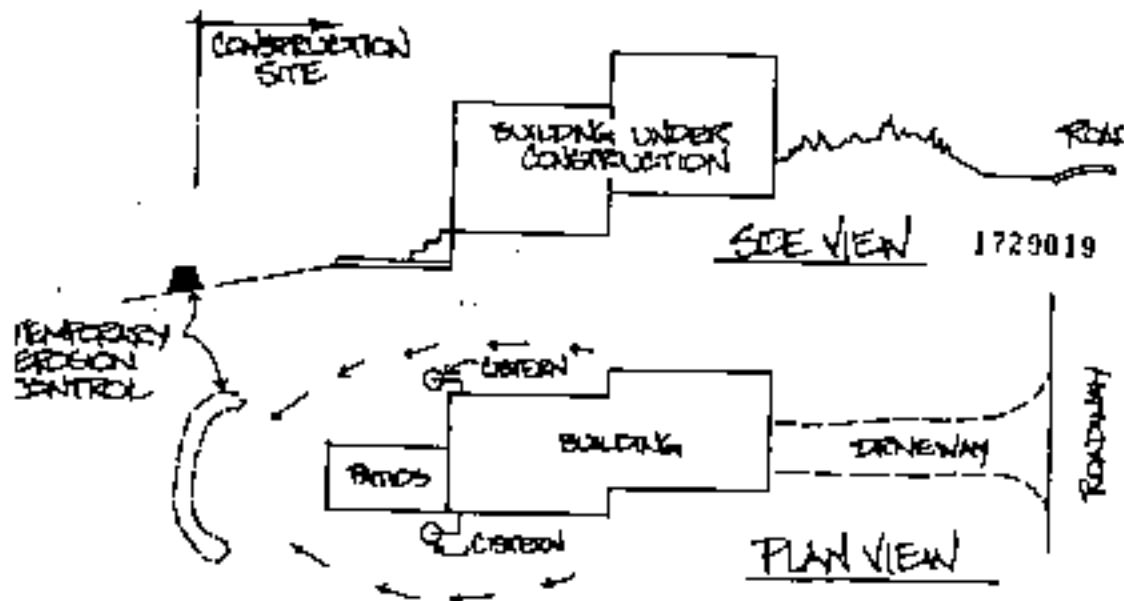 CONSTRUCTION
SITE
BUILDING UNDER
CONSTRUCTION
ROAD
SIDE VIEW
1729019
TEMPORARY
EROSION
CONTROL
CISTERN
BUILDING
PATIOS
DRIVEWAY
ROADWAY
CISTERN
PLAN VIEW